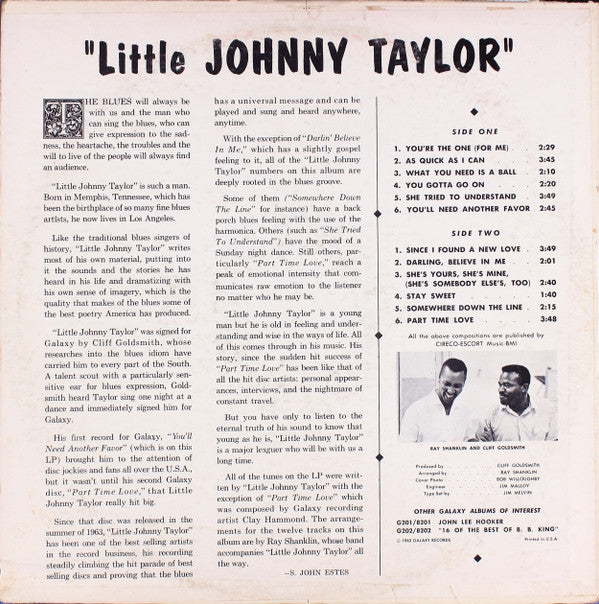 "Little JOHNNY TAYLOR"
THE BLUES will always be
with us and the man who
can sing the blues, who can
give expression to the sad-
ness, the heartache, the troubles and the
will to live of the people will always find
an audience.
"Little Johnny Taylor" is such a man.
Born in Memphis, Tennessee, which has
been the birthplace of so many fine blues
artists, he now lives in Los Angeles.
Like the traditional blues singers of
history, "Little Johnny Taylor" writes
most of his own material, putting into
it the sounds and the stories he has
heard in his life and dramatizing with
his own sense of imagery, which is the
quality that makes of the blues some of
the best poetry America has produced.
"Little Johnny Taylor" was signed for
Galaxy by Cliff Goldsmith, whose
researches into the blues idiom have
carried him to every part of the South.
A talent scout with a particularly sen-
sitive ear for blues expression, Gold-
smith heard Taylor sing one night at a
dance and immediately signed him for
Galaxy.
His first record for Galaxy, "You'll
Need Another Favor" (which is on this
LP) brought him to the attention of
disc jockies and fans all over the U.S.A.,
but it wasn't until his second Galaxy
disc, "Part Time Love," that Little
Johnny Taylor really hit big.
Since that disc was released in the
summer of 1963, "Little Johnny Taylor"
has been one of the best selling artists
in the record business, his recording
steadily climbing the hit parade of best
selling discs and proving that the blues
has a universal message and can be
played and sung and heard anywhere,
anytime.
With the exception of "Darlin' Believe
In Me," which has a slightly gospel
feeling to it, all of the "Little Johnny
Taylor" numbers on this album are
deeply rooted in the blues groove.
Some of them ("Somewhere Down
The Line" for instance) have a back
porch blues feeling with the use of the
harmonica. Others (such as "She Tried
To Understand") have the mood of a
Sunday night dance. Still others, par-
ticularly "Part Time Love," reach a
peak of emotional intensity that com-
municates raw emotion to the listener
no matter who he may be.
"Little Johnny Taylor" is a young
man but he is old in feeling and under-
standing and wise in the ways of life. All
of this comes through in his music. His
story, since the sudden hit success of
"Part Time Love" has been like that of
all the hit disc artists: personal appear-
ances, interviews, and the nightmare of
constant travel.
But you have only to listen to the
eternal truth of his sound to know that
young as he is, "Little Johnny Taylor"
is a major leaguer who will be with us a
long time.
All of the tunes on the LP were
written by "Little Johnny Taylor" with
the exception of "Part Time Love" which
was composed by Galaxy recording
artist Clay Hammond. The arrange-
ments for the twelve tracks on this
album are by Ray Shanklin, whose band
accompanies "Little Johnny Taylor" all
the way.
–S. JOHN ESTES
SIDE ONE
1. YOU'RE THE ONE (FOR ME) . 2:29
2. AS QUICK AS I CAN . . 3:45
3. WHAT YOU NEED IS A BALL . 2:10
4. YOU GOTTA GO ON . . 2:20
5. SHE TRIED TO UNDERSTAND . 3:49
6. YOU'LL NEED ANOTHER FAVOR 2:45
SIDE TWO
1. SINCE I FOUND A NEW LOVE . 3:49
2. DARLING, BELIEVE IN ME . 2:01
3. SHE'S YOURS, SHE'S MINE,
(SHE'S SOMEBODY ELSE'S, TOO) 2:40
4. STAY SWEET . . . 1:40
5. SOMEWHERE DOWN THE LINE . 2:15
6. PART TIME LOVE . . 3:48
All the above compositions are published by
CIRECO-ESCORT Music-BMI
RAY SHANKLIN AND CLIFF GOLDSMITH
Produced by . . . CLIFF GOLDSMITH
Arranged by . . . RAY SHANKLIN
Cover Photo . . . BOB WILLOUGHBY
Engineer . . . JIM MALLOY
Type Set by . . . JIM MELVIN
OTHER GALAXY ALBUMS OF INTEREST
G201/8201 JOHN LEE HOOKER
G202/8202 "16 OF THE BEST OF B. B. KING"
© 1963 GALAXY RECORDS Printed in U.S.A.